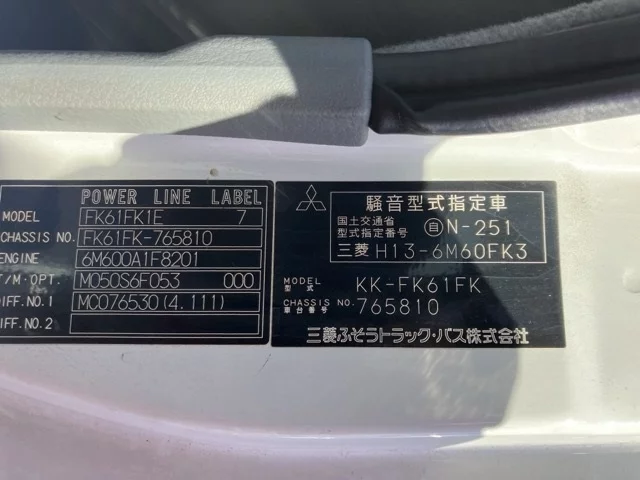 POWER LINE LABEL
MODEL FK61FK1E 7
CHASSIS NO. FK61FK-765810
ENGINE 6M600A1F8201
T/M·OPT. M050S6F053 000
DIFF. NO.1 MC076530(4.111)
DIFF. NO.2
騒音型式指定車
国土交通省
型式指定番号 自N-251
三菱 H13-6M60FK3
MODEL
型式 KK-FK61FK
CHASSIS NO.
車台番号 765810
三菱ふそうトラック・バス株式会社